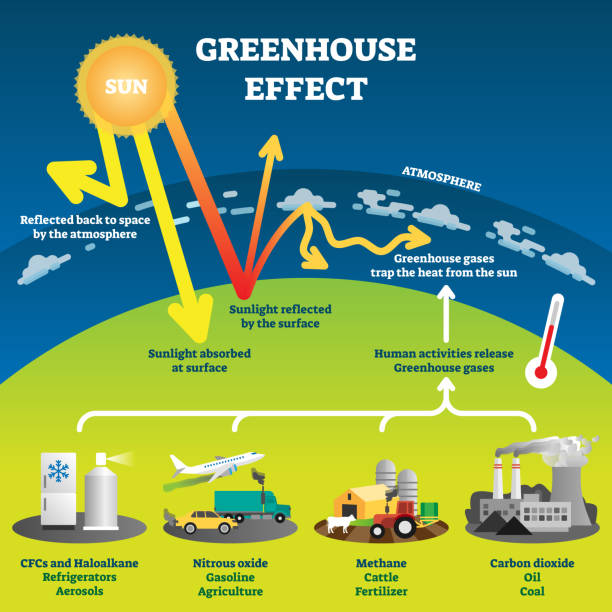 GREENHOUSE
EFFECT
SUN
ATMOSPHERE
Reflected back to space
by the atmosphere
Greenhouse gases
trap the heat from the sun
Sunlight reflected
by the surface
Sunlight absorbed
at surface
Human activities release
Greenhouse gases
CFCs and Haloalkane
Refrigerators
Aerosols
Nitrous oxide
Gasoline
Agriculture
Methane
Cattle
Fertilizer
Carbon dioxide
Oil
Coal